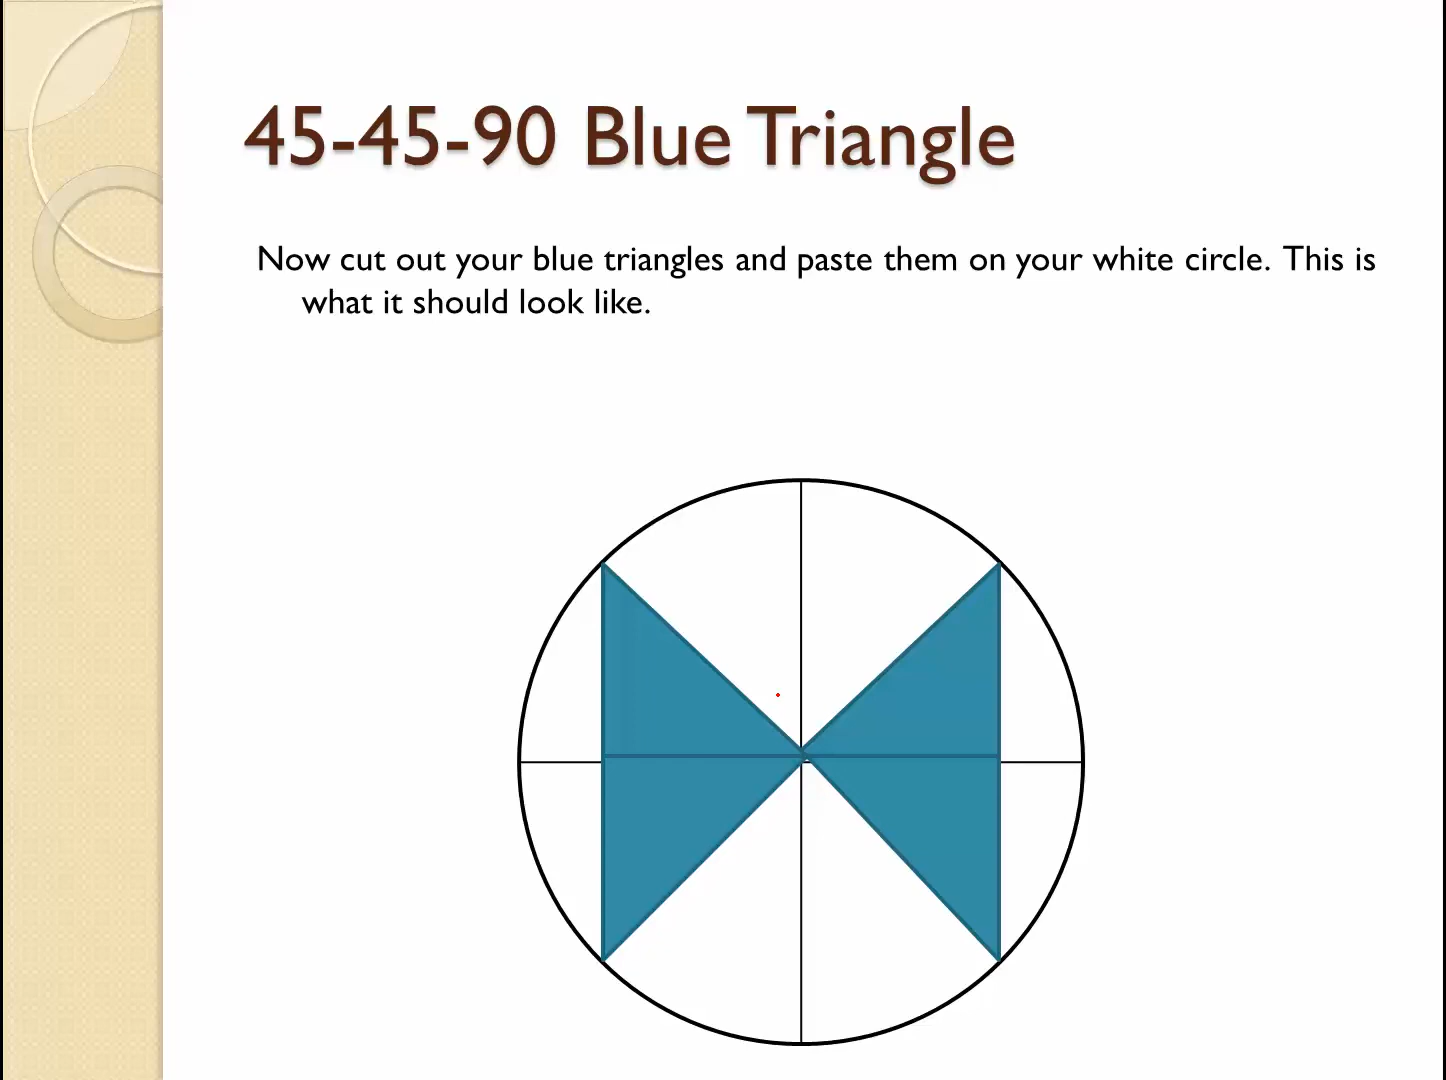 45-45-90 Blue Triangle
Now cut out your blue triangles and paste them on your white circle. This is
what it should look like.